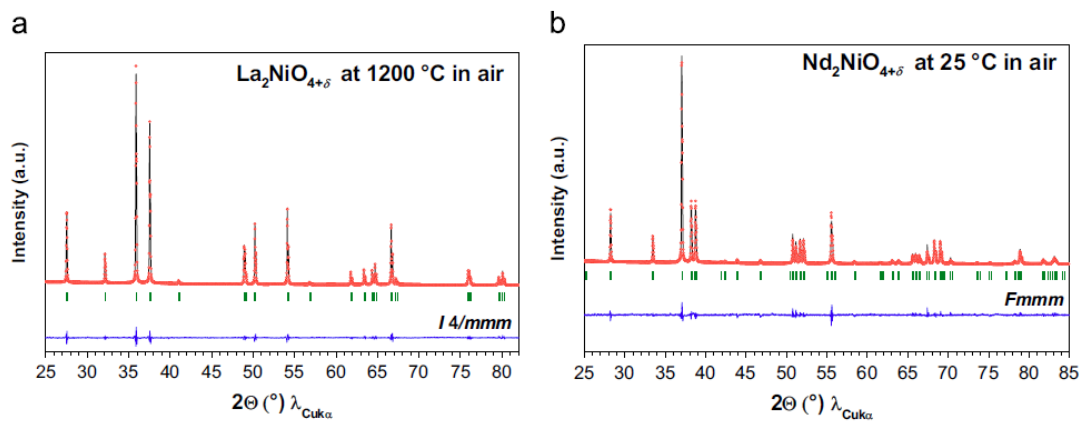 a
La₂NiO₄₊δ at 1200 °C in air
Intensity (a.u.)
I 4/mmm
25 30 35 40 45 50 55 60 65 70 75 80
2Θ (°) λCukα
b
Nd₂NiO₄₊δ at 25 °C in air
Intensity (a.u.)
Fmmm
25 30 35 40 45 50 55 60 65 70 75 80 85
2Θ (°) λCukα